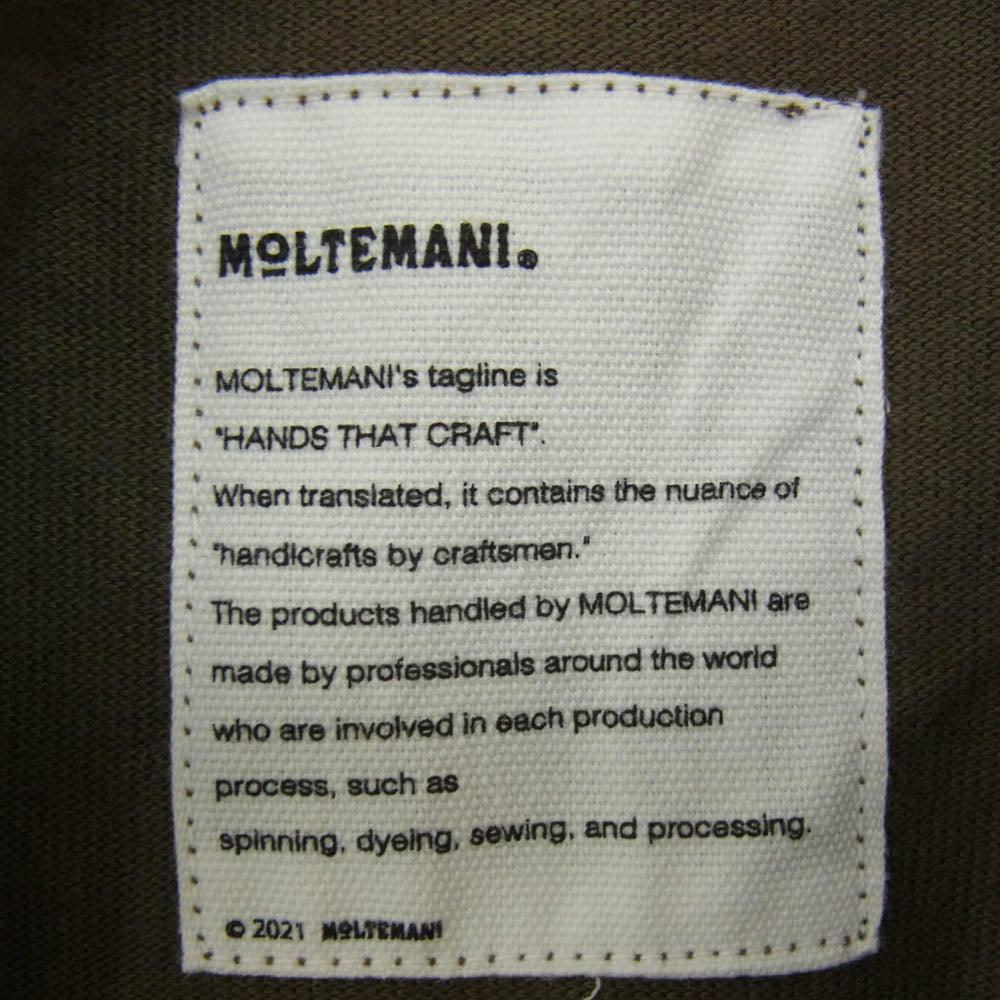 MOLTEMANI®
MOLTEMANI's tagline is
"HANDS THAT CRAFT".
When translated, it contains the nuance of
"handicrafts by craftsmen."
The products handled by MOLTEMANI are
made by professionals around the world
who are involved in each production
process, such as
spinning, dyeing, sewing, and processing.
© 2021 MOLTEMANI